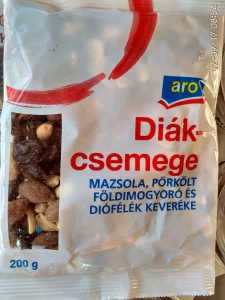 aro
Diák-
csemege
MAZSOLA, PÖRKÖLT
FÖLDIMOGYORÓ ÉS
DIÓFÉLÉK KEVERÉKE
200 g